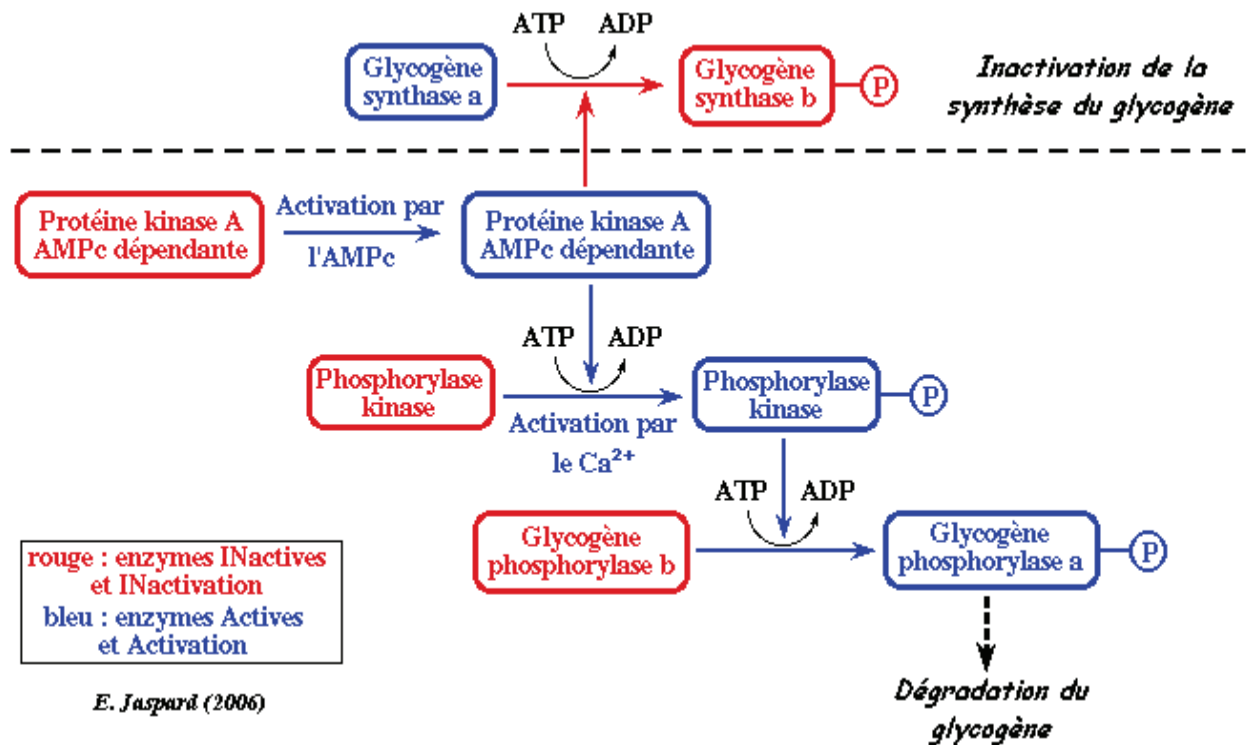 ATP ADP
Glycogène
synthase a
Glycogène
synthase b
P
Inactivation de la
synthèse du glycogène
Protéine kinase A
AMPc dépendante
Activation par
l'AMPc
Protéine kinase A
AMPc dépendante
ATP ADP
Phosphorylase
kinase
Activation par
le Ca²⁺
Phosphorylase
kinase
P
ATP ADP
Glycogène
phosphorylase b
Glycogène
phosphorylase a
P
rouge : enzymes INactives
et INactivation
bleu : enzymes Actives
et Activation
E. Jaspard (2006)
Dégradation du
glycogène